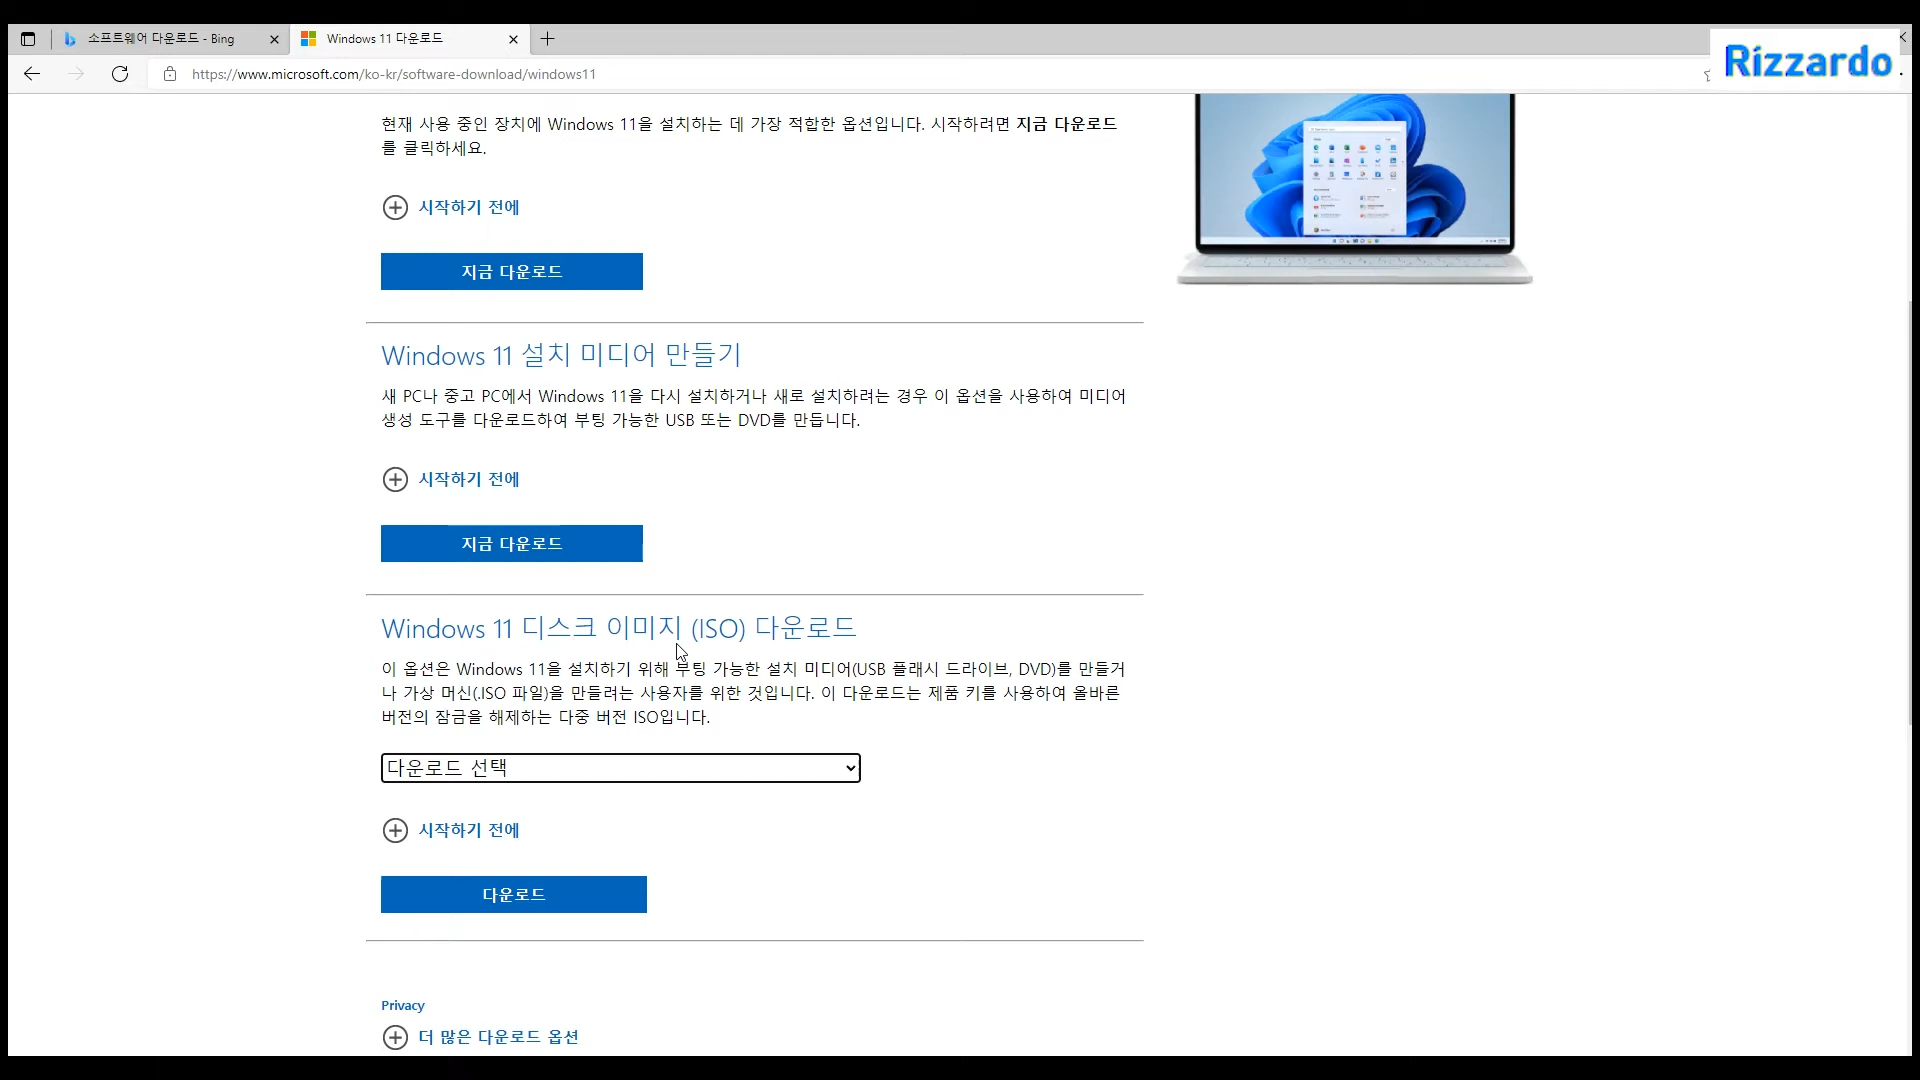 소프트웨어 다운로드 - Bing
Windows 11 다운로드
https://www.microsoft.com/ko-kr/software-download/windows11
Rizzardo
현재 사용 중인 장치에 Windows 11을 설치하는 데 가장 적합한 옵션입니다. 시작하려면 지금 다운로드
를 클릭하세요.
시작하기 전에
지금 다운로드
Windows 11 설치 미디어 만들기
새 PC나 중고 PC에서 Windows 11을 다시 설치하거나 새로 설치하려는 경우 이 옵션을 사용하여 미디어
생성 도구를 다운로드하여 부팅 가능한 USB 또는 DVD를 만듭니다.
시작하기 전에
지금 다운로드
Windows 11 디스크 이미지 (ISO) 다운로드
이 옵션은 Windows 11을 설치하기 위해 부팅 가능한 설치 미디어(USB 플래시 드라이브, DVD)를 만들거
나 가상 머신(.ISO 파일)을 만들려는 사용자를 위한 것입니다. 이 다운로드는 제품 키를 사용하여 올바른
버전의 잠금을 해제하는 다중 버전 ISO입니다.
다운로드 선택
시작하기 전에
다운로드
Privacy
더 많은 다운로드 옵션